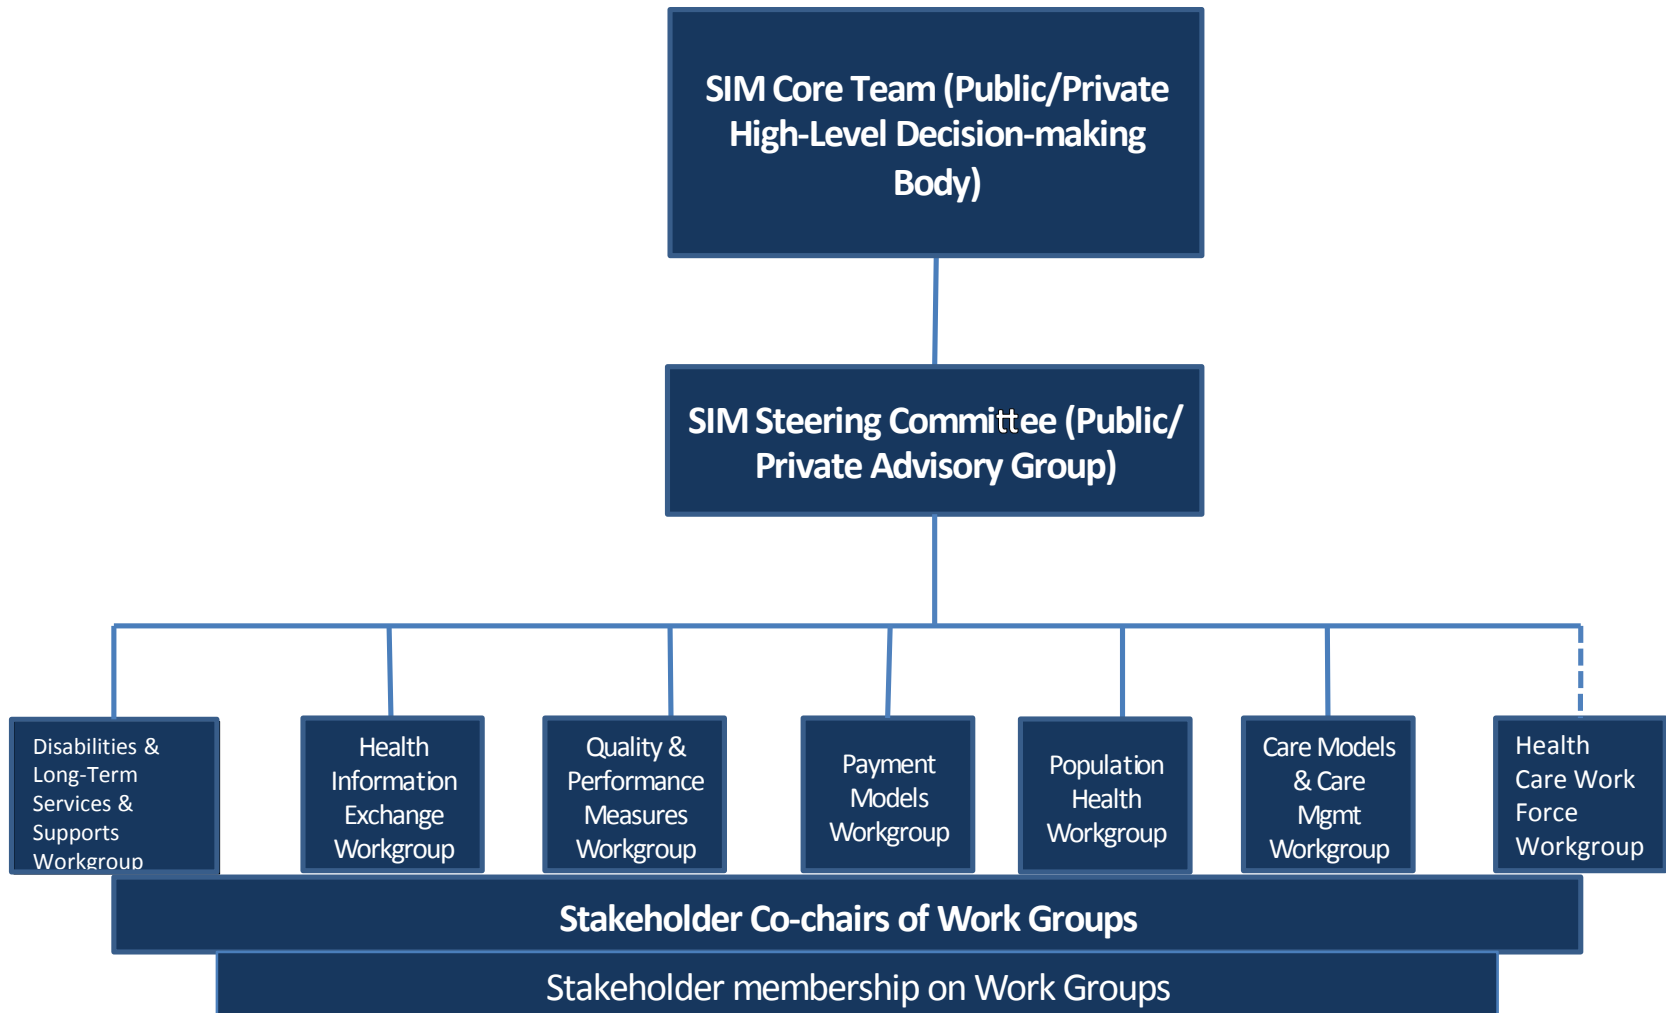 SIM Core Team (Public/Private
High-Level Decision-making
Body)
SIM Steering Committee (Public/
Private Advisory Group)
Disabilities &
Long-Term
Services &
Supports
Workgroup
Health
Information
Exchange
Workgroup
Quality &
Performance
Measures
Workgroup
Payment
Models
Workgroup
Population
Health
Workgroup
Care Models
& Care
Mgmt
Workgroup
Health
Care Work
Force
Workgroup
Stakeholder Co-chairs of Work Groups
Stakeholder membership on Work Groups